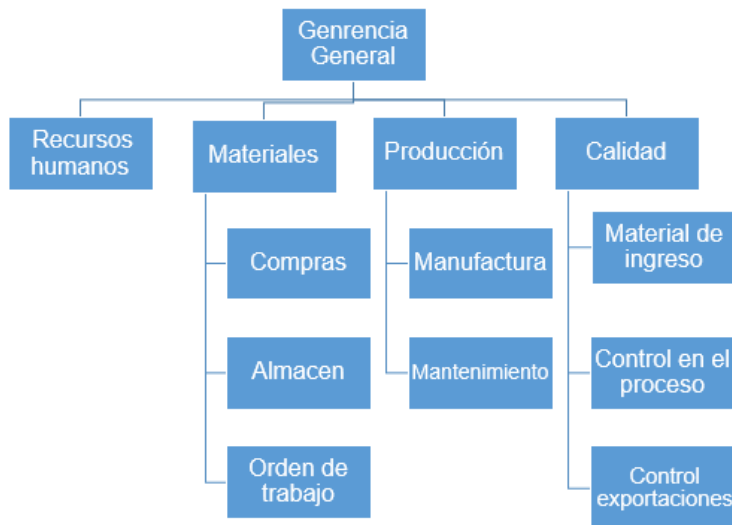 Genrencia
General
Recursos
humanos
Materiales
Producción
Calidad
Compras
Almacen
Orden de
trabajo
Manufactura
Mantenimiento
Material de
ingreso
Control en el
proceso
Control
exportaciones